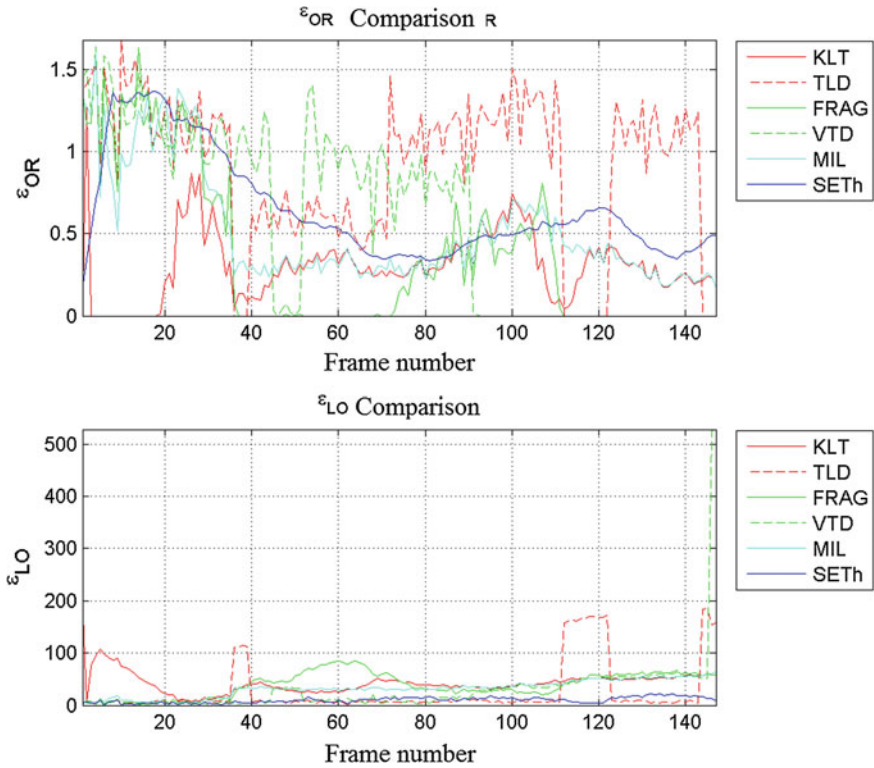 εOR Comparison R
1.5
1
0.5
0
εOR
20 40 60 80 100 120 140
Frame number
KLT
TLD
FRAG
VTD
MIL
SETh
εLO Comparison
500
400
300
200
100
0
εLO
20 40 60 80 100 120 140
Frame number
KLT
TLD
FRAG
VTD
MIL
SETh